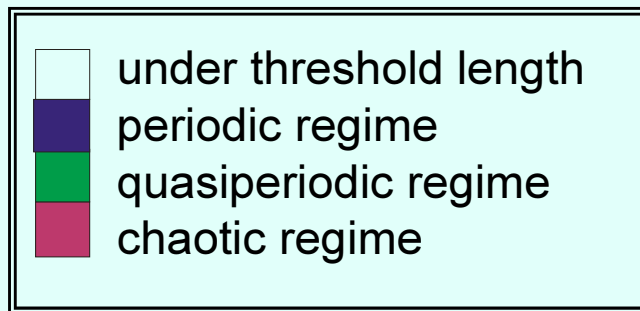 under threshold length
periodic regime
quasiperiodic regime
chaotic regime